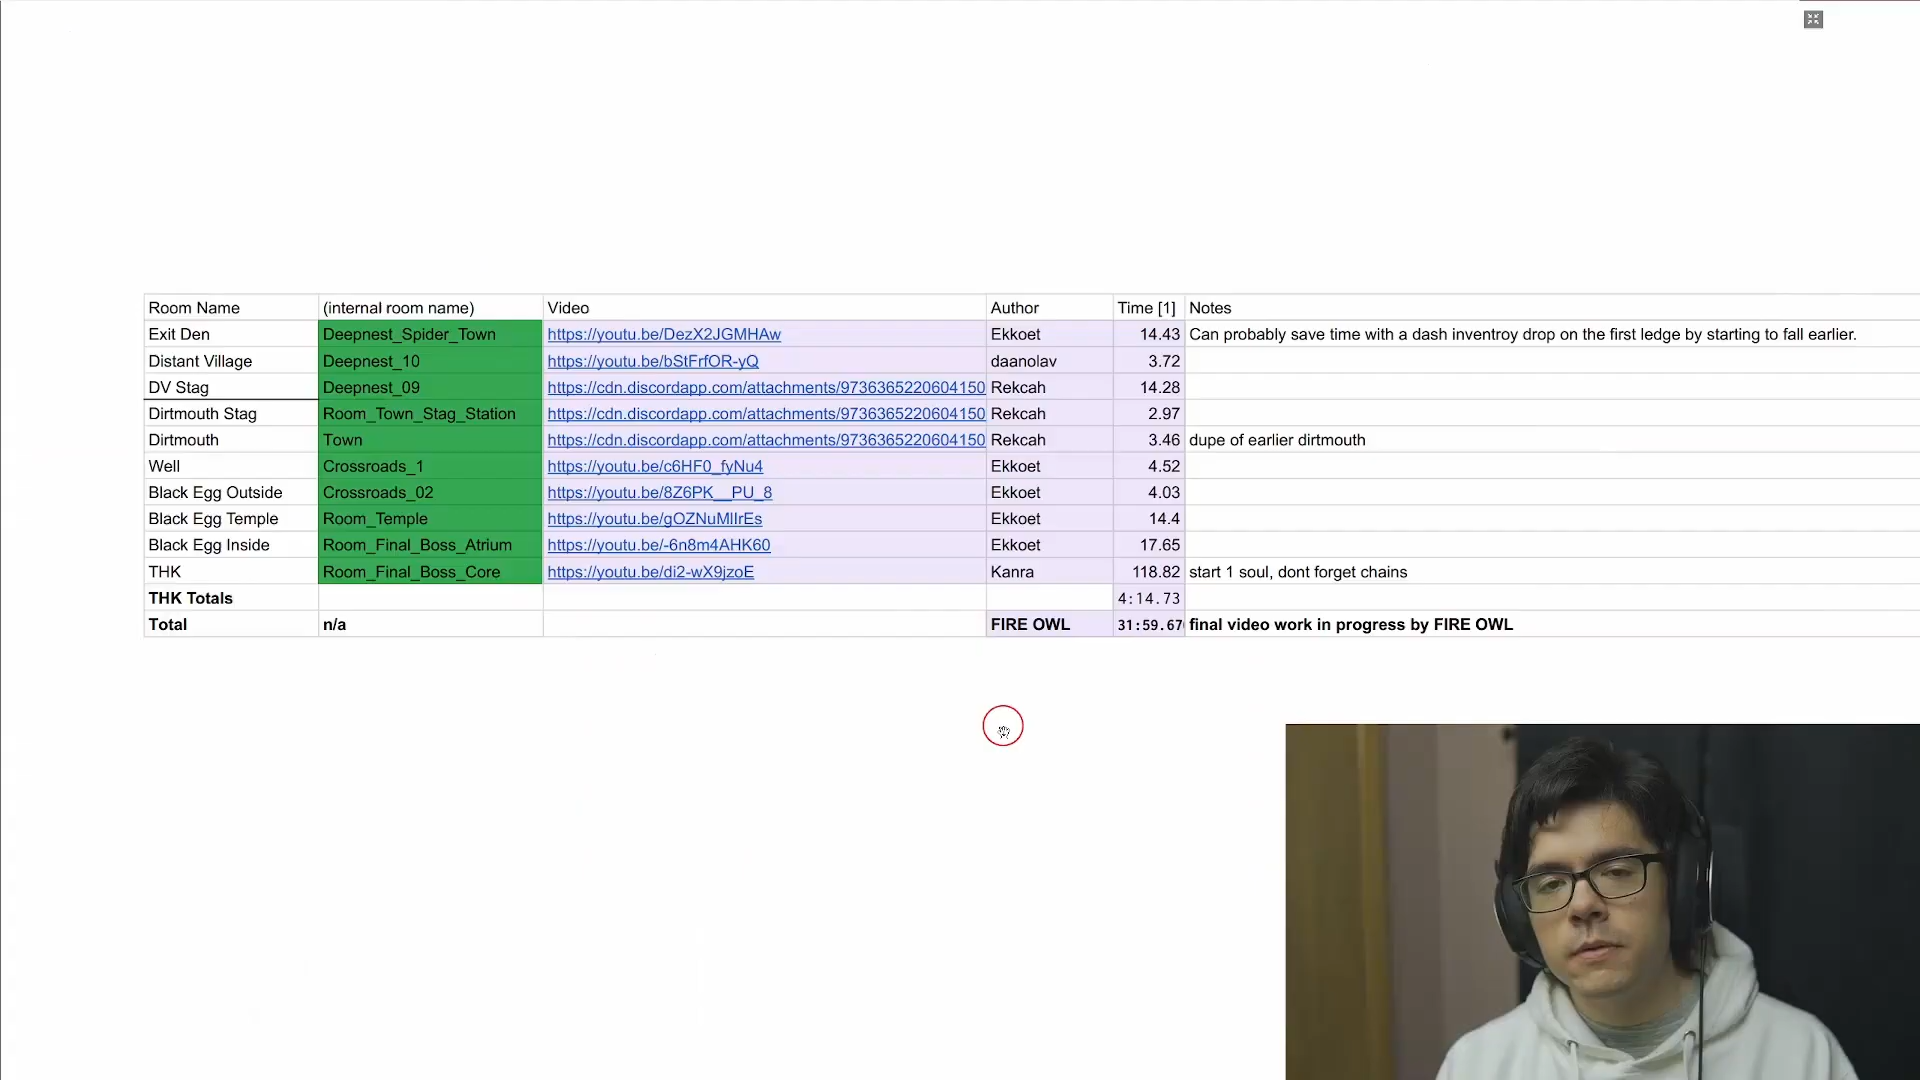 Room Name (internal room name) Video Author Time [1] Notes
Exit Den Deepnest_Spider_Town https://youtu.be/DezX2JGMHAw Ekkoet 14.43 Can probably save time with a dash inventroy drop on the first ledge by starting to fall earlier.
Distant Village Deepnest_10 https://youtu.be/bStFrfOR-yQ daanolav 3.72
DV Stag Deepnest_09 https://cdn.discordapp.com/attachments/9736365220604150 Rekcah 14.28
Dirtmouth Stag Room_Town_Stag_Station https://cdn.discordapp.com/attachments/9736365220604150 Rekcah 2.97
Dirtmouth Town https://cdn.discordapp.com/attachments/9736365220604150 Rekcah 3.46 dupe of earlier dirtmouth
Well Crossroads_1 https://youtu.be/c6HF0_fyNu4 Ekkoet 4.52
Black Egg Outside Crossroads_02 https://youtu.be/8Z6PK__PU_8 Ekkoet 4.03
Black Egg Temple Room_Temple https://youtu.be/gOZNuMlIrEs Ekkoet 14.4
Black Egg Inside Room_Final_Boss_Atrium https://youtu.be/-6n8m4AHK60 Ekkoet 17.65
THK Room_Final_Boss_Core https://youtu.be/di2-wX9jzoE Kanra 118.82 start 1 soul, dont forget chains
THK Totals 4:14.73
Total n/a FIRE OWL 31:59.67 final video work in progress by FIRE OWL